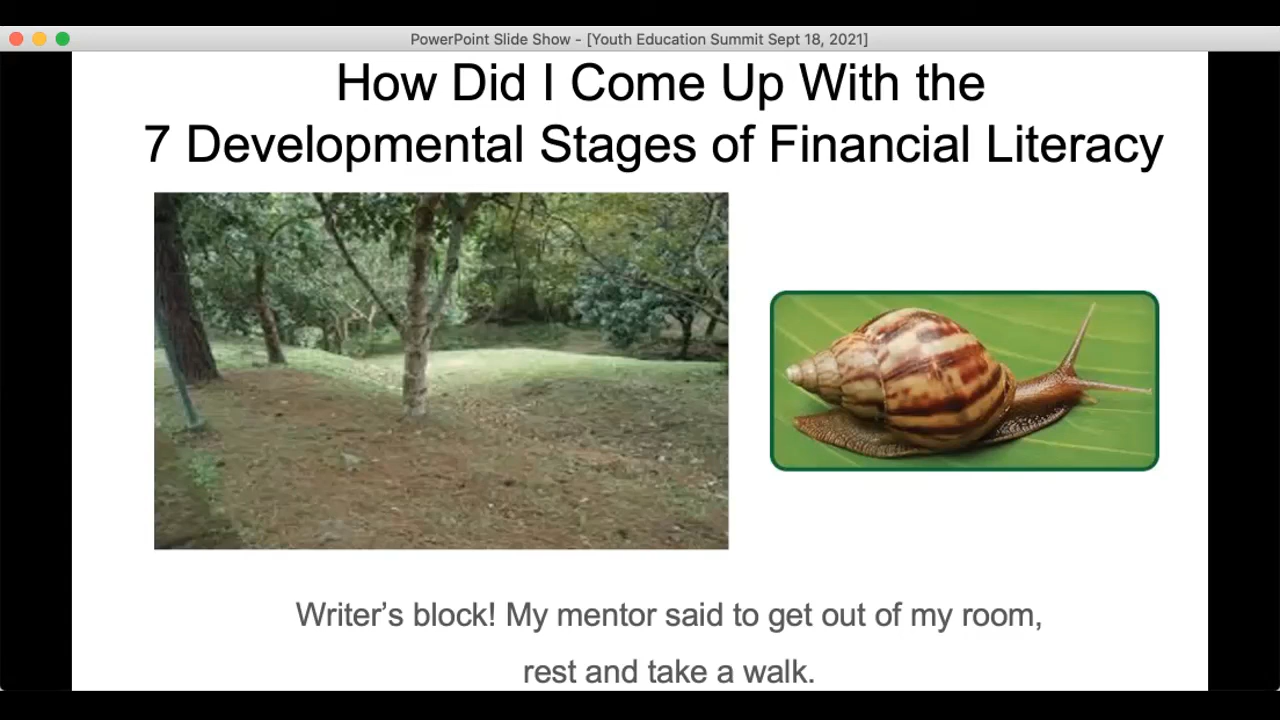 PowerPoint Slide Show - [Youth Education Summit Sept 18, 2021]
How Did I Come Up With the
7 Developmental Stages of Financial Literacy
Writer’s block! My mentor said to get out of my room,
rest and take a walk.